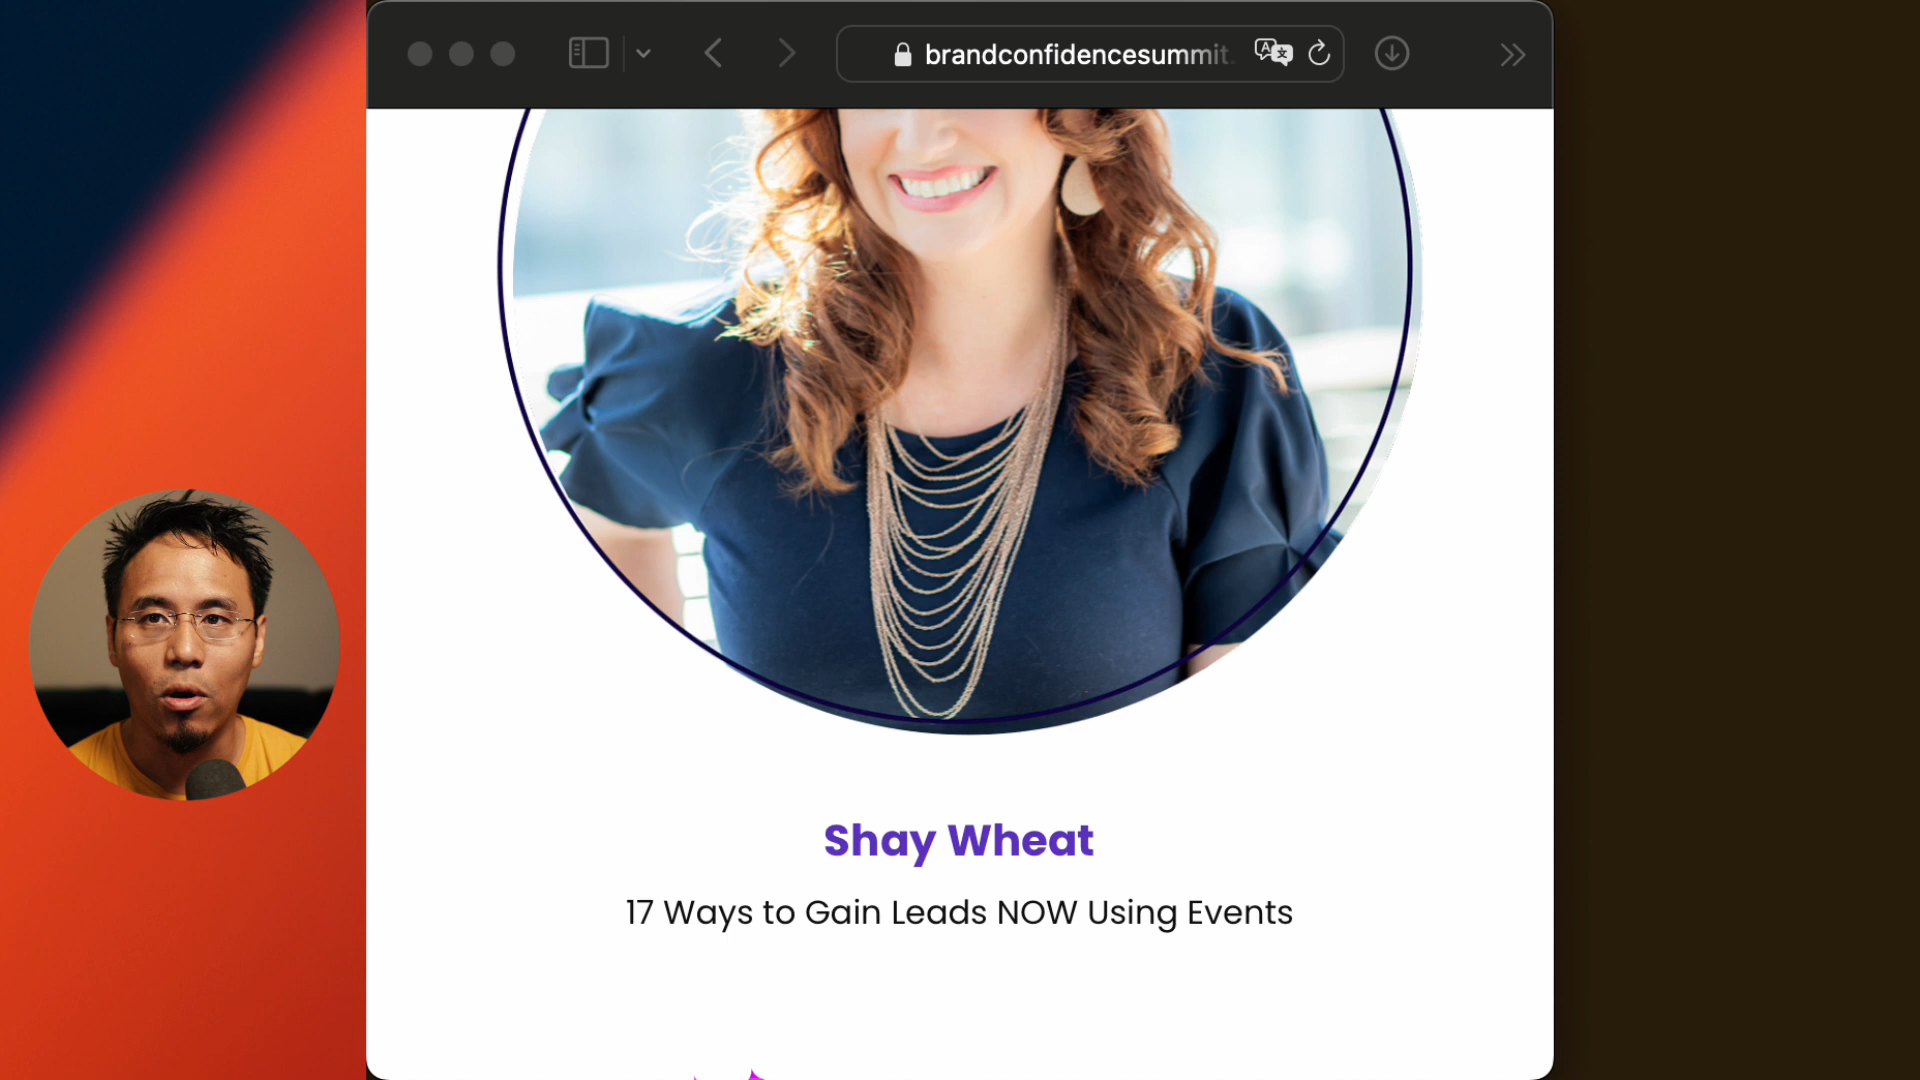 brandconfidencesummit.
Shay Wheat
17 Ways to Gain Leads NOW Using Events